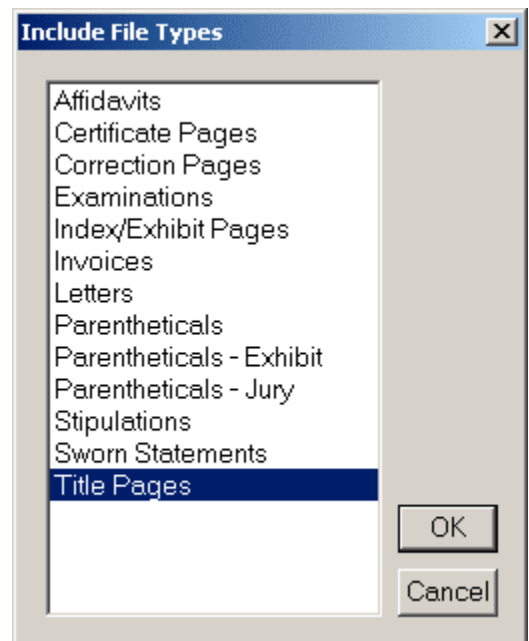 Include File Types
Affidavits
Certificate Pages
Correction Pages
Examinations
Index/Exhibit Pages
Invoices
Letters
Parentheticals
Parentheticals - Exhibit
Parentheticals - Jury
Stipulations
Sworn Statements
Title Pages
OK
Cancel